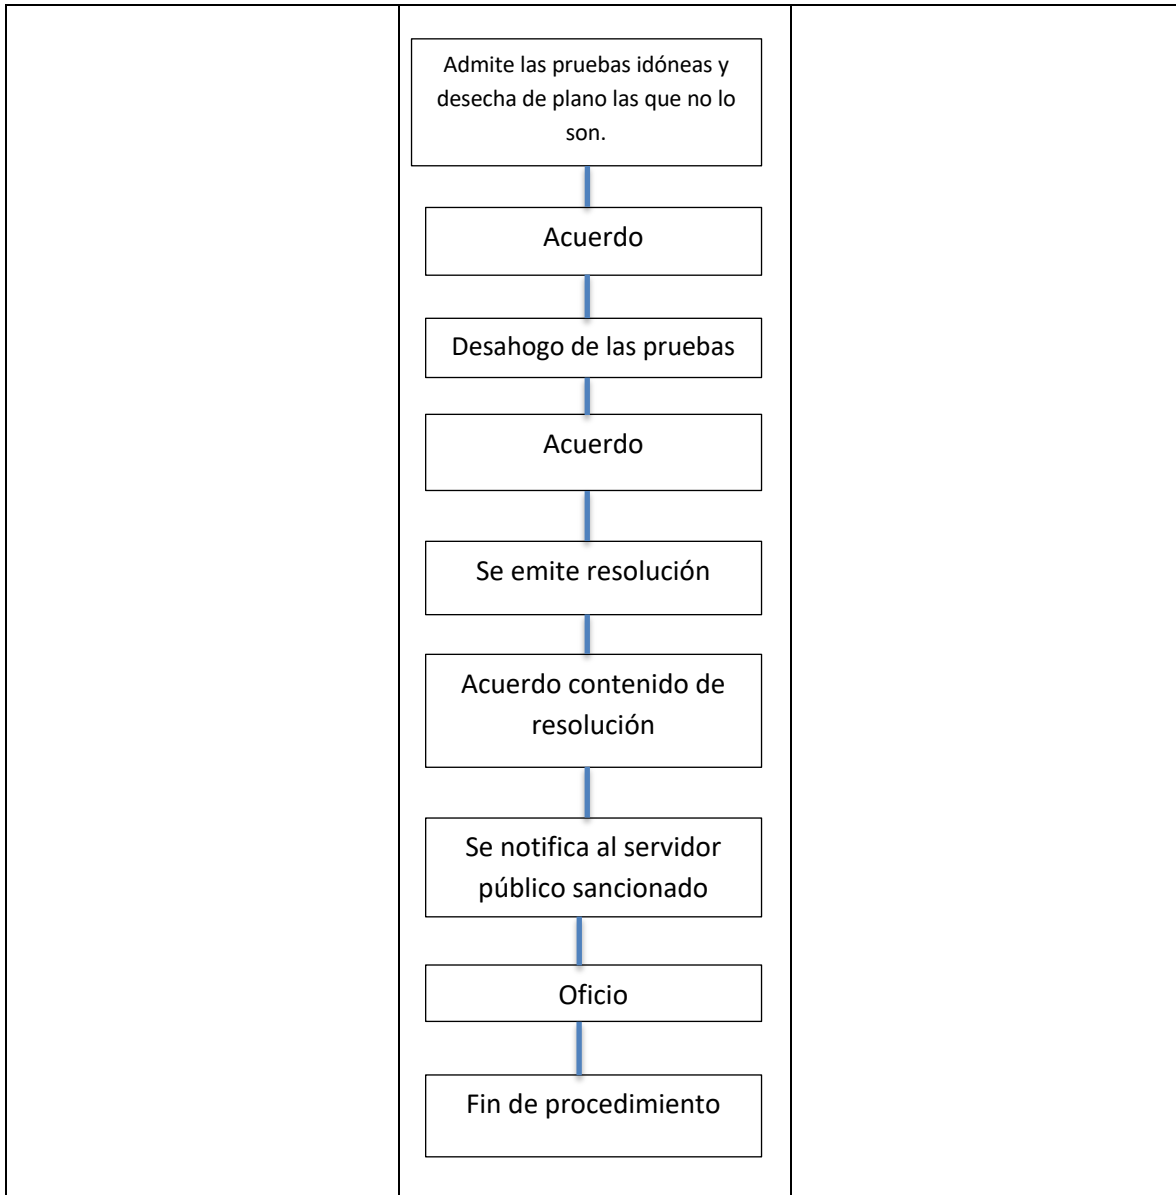 Admite las pruebas idóneas y
desecha de plano las que no lo
son.
Acuerdo
Desahogo de las pruebas
Acuerdo
Se emite resolución
Acuerdo contenido de
resolución
Se notifica al servidor
público sancionado
Oficio
Fin de procedimiento